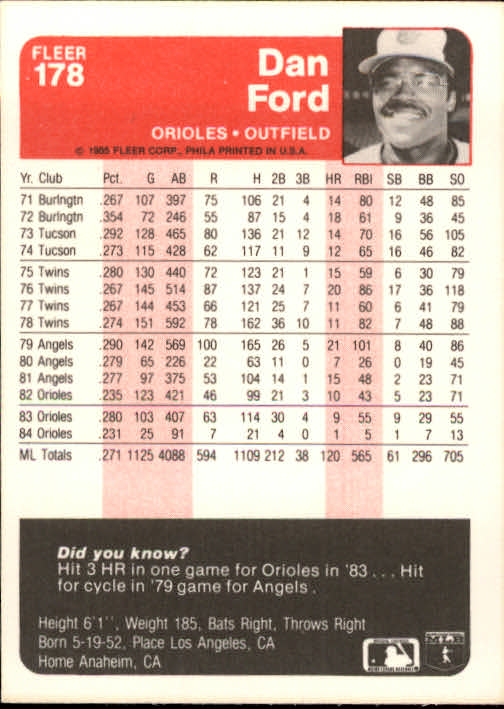 FLEER
178
Dan
Ford
ORIOLES • OUTFIELD
© 1985 FLEER CORP., PHILA PRINTED IN U.S.A.
Yr. Club Pct. G AB R H 2B 3B HR RBI SB BB SO
71 Burlngtn .267 107 397 75 106 21 4 14 80 12 48 85
72 Burlngtn .354 72 246 55 87 15 4 18 61 9 36 45
73 Tucson .292 128 465 80 136 21 12 14 70 16 56 105
74 Tucson .273 115 428 62 117 11 9 12 65 16 46 82
75 Twins .280 130 440 72 123 21 1 15 59 6 30 79
76 Twins .267 145 514 87 137 24 7 20 86 17 36 118
77 Twins .267 144 453 66 121 25 7 11 60 6 41 79
78 Twins .274 151 592 78 162 36 10 11 82 7 48 88
79 Angels .290 142 569 100 165 26 5 21 101 8 40 86
80 Angels .279 65 226 22 63 11 0 7 26 0 19 45
81 Angels .277 97 375 53 104 14 1 15 48 2 23 71
82 Orioles .235 123 421 46 99 21 3 10 43 5 23 71
83 Orioles .280 103 407 63 114 30 4 9 55 9 29 55
84 Orioles .231 25 91 7 21 4 0 1 5 1 7 13
ML Totals .271 1125 4088 594 1109 212 38 120 565 61 296 705
Did you know?
Hit 3 HR in one game for Orioles in '83 . . . Hit
for cycle in '79 game for Angels .
Height 6'1'', Weight 185, Bats Right, Throws Right
Born 5-19-52, Place Los Angeles, CA
Home Anaheim, CA